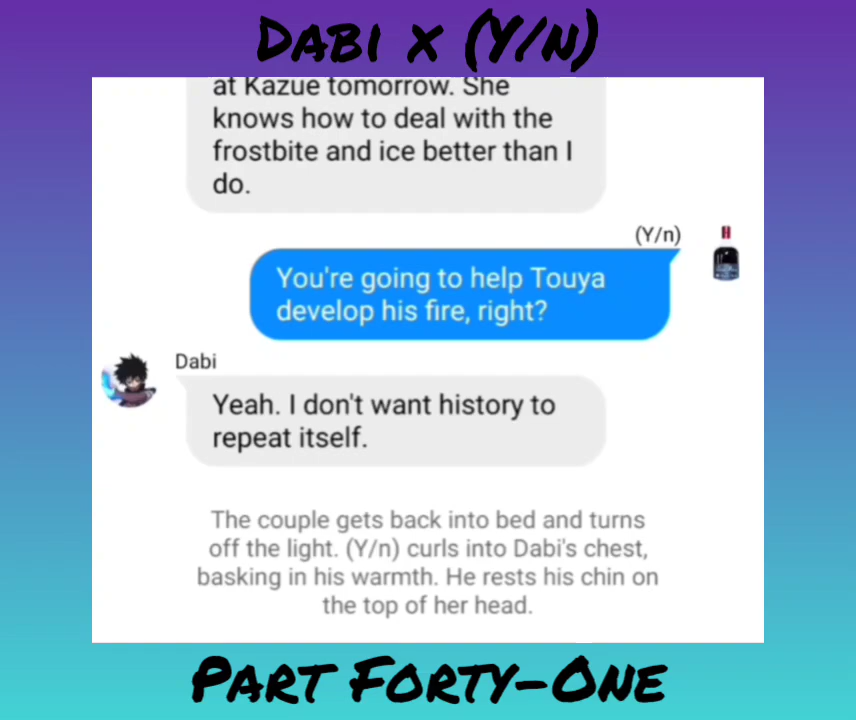 DABI X (Y/N)
at Kazue tomorrow. She
knows how to deal with the
frostbite and ice better than I
do.
(Y/n)
You're going to help Touya
develop his fire, right?
Dabi
Yeah. I don't want history to
repeat itself.
The couple gets back into bed and turns
off the light. (Y/n) curls into Dabi's chest,
basking in his warmth. He rests his chin on
the top of her head.
PART FORTY-ONE